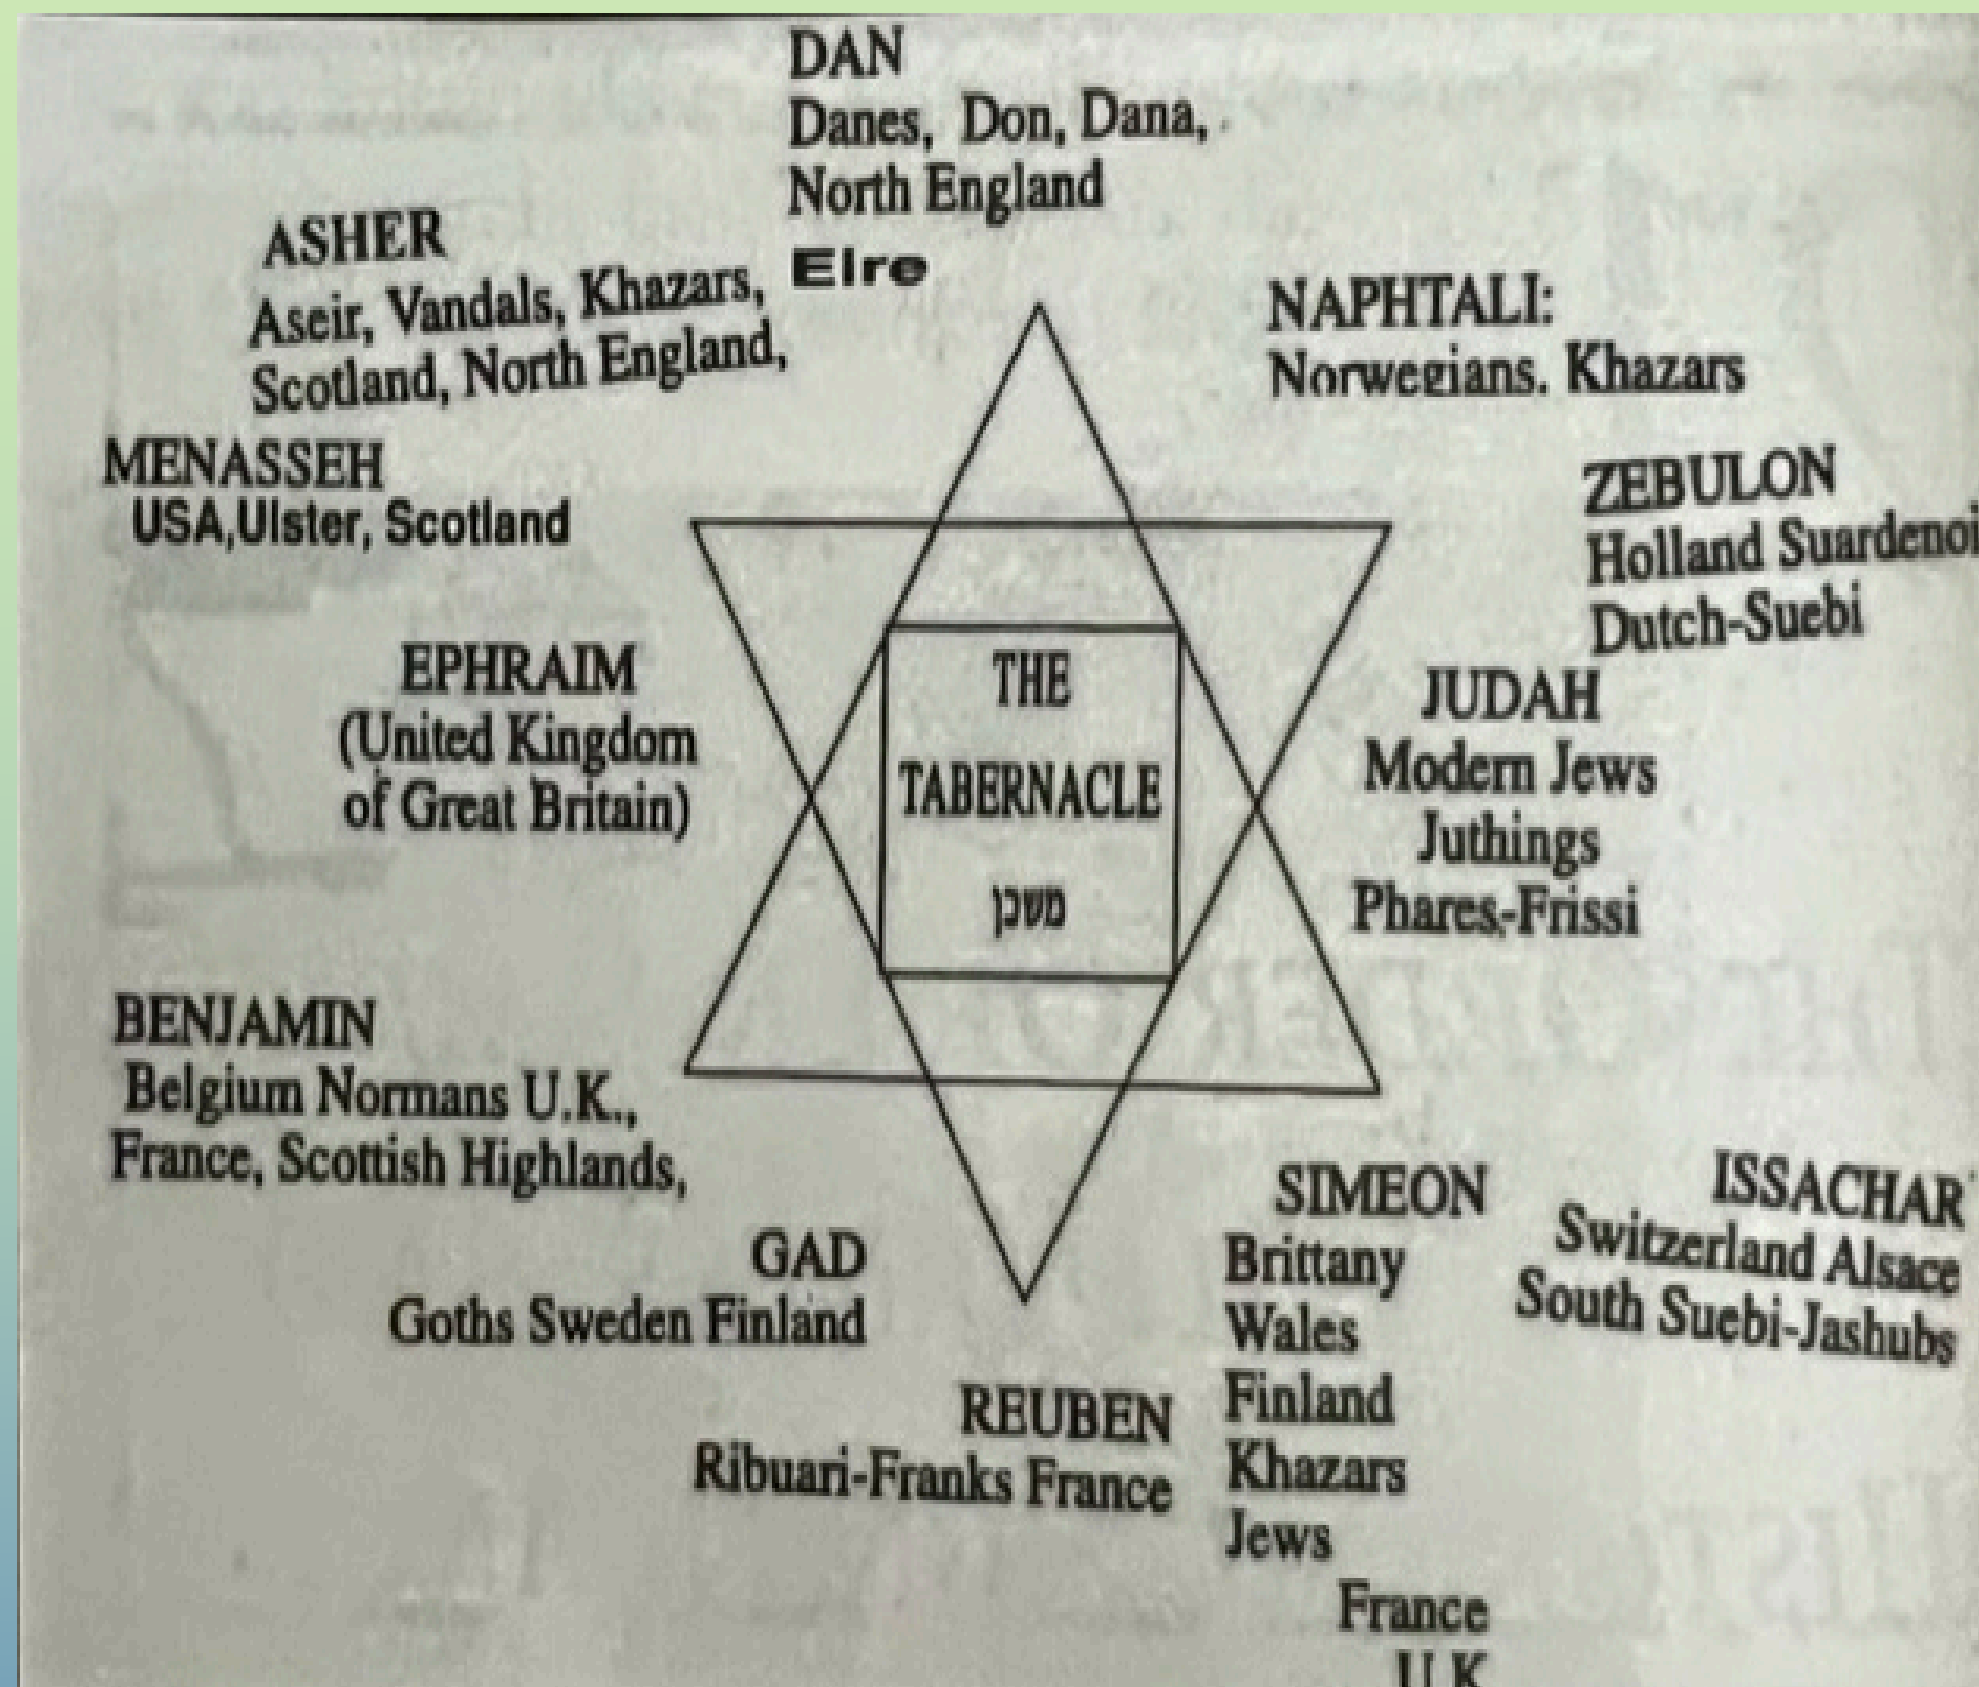 DAN
Danes, Don, Dana,
North England
Elre
ASHER
Aseir, Vandals, Khazars,
Scotland, North England,
NAPHTALI:
Norwegians. Khazars
MENASSEH
USA,Ulster, Scotland
ZEBULON
Holland Suardenoi
Dutch-Suebi
EPHRAIM
(United Kingdom
of Great Britain)
THE
TABERNACLE
משכן
JUDAH
Modern Jews
Juthings
Phares,-Frissi
BENJAMIN
Belgium Normans U.K.,
France, Scottish Highlands,
GAD
Goths Sweden Finland
REUBEN
Ribuari-Franks France
SIMEON
Brittany
Wales
Finland
Khazars
Jews
France
U.K
ISSACHAR
Switzerland Alsace
South Suebi-Jashubs